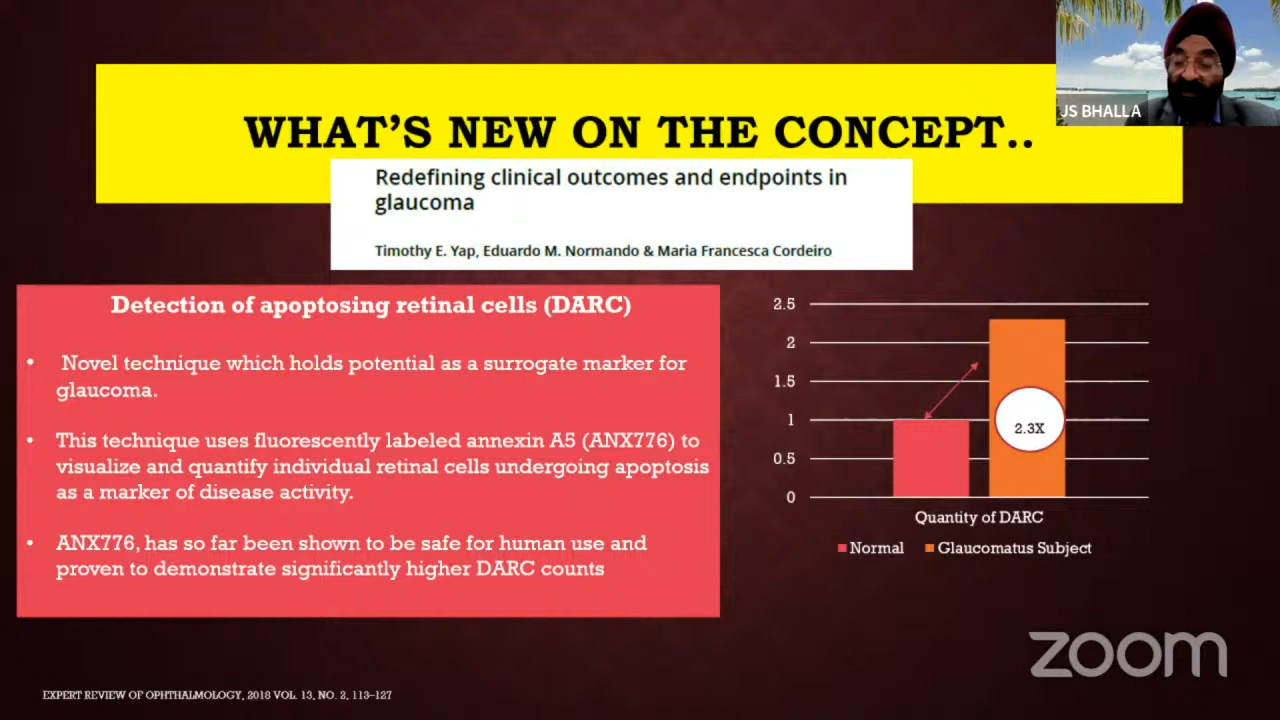 JS BHALLA
WHAT'S NEW ON THE CONCEPT..
Redefining clinical outcomes and endpoints in
glaucoma
Timothy E. Yap, Eduardo M. Normando & Maria Francesca Cordeiro
Detection of apoptosing retinal cells (DARC)
• Novel technique which holds potential as a surrogate marker for
glaucoma.
• This technique uses fluorescently labeled annexin A5 (ANX776) to
visualize and quantify individual retinal cells undergoing apoptosis
as a marker of disease activity.
• ANX776, has so far been shown to be safe for human use and
proven to demonstrate significantly higher DARC counts
2.5
2
1.5
1
0.5
0
2.3X
Quantity of DARC
Normal
Glaucomatus Subject
zoom
EXPERT REVIEW OF OPHTHALMOLOGY, 2018 VOL. 13, NO. 2, 113–127